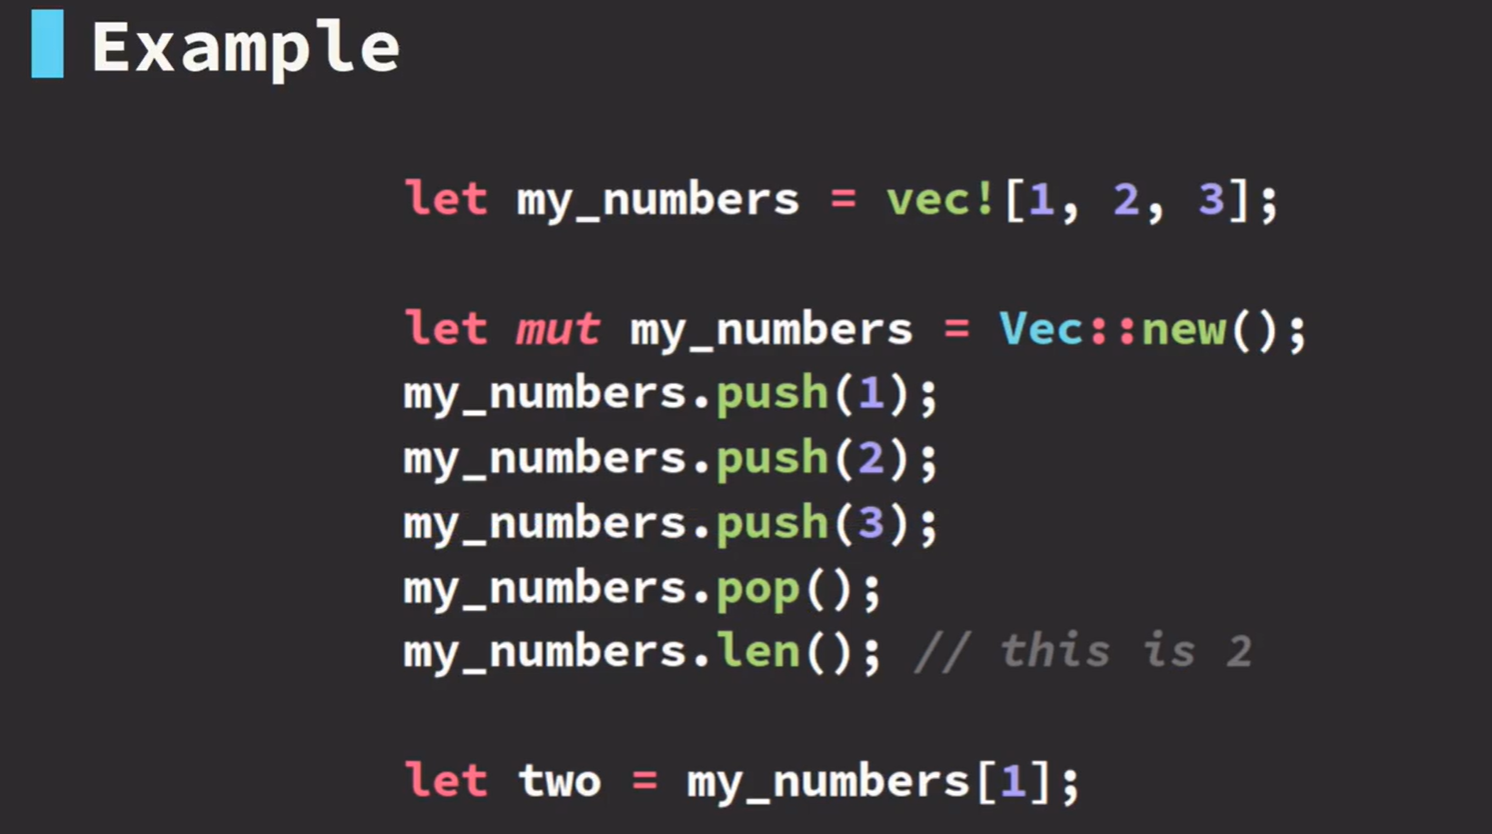 Example
let my_numbers = vec![1, 2, 3];
let mut my_numbers = Vec::new();
my_numbers.push(1);
my_numbers.push(2);
my_numbers.push(3);
my_numbers.pop();
my_numbers.len(); // this is 2
let two = my_numbers[1];